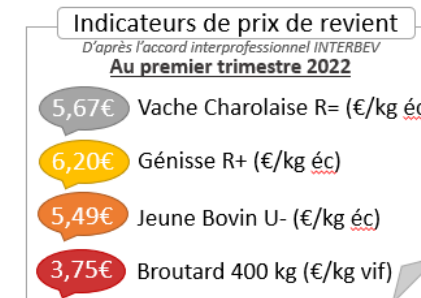 Indicateurs de prix de revient
D'après l'accord interprofessionnel INTERBEV
Au premier trimestre 2022
5,67€ Vache Charolaise R= (€/kg éc
6,20€ Génisse R+ (€/kg éc)
5,49€ Jeune Bovin U- (€/kg éc)
3,75€ Broutard 400 kg (€/kg vif)